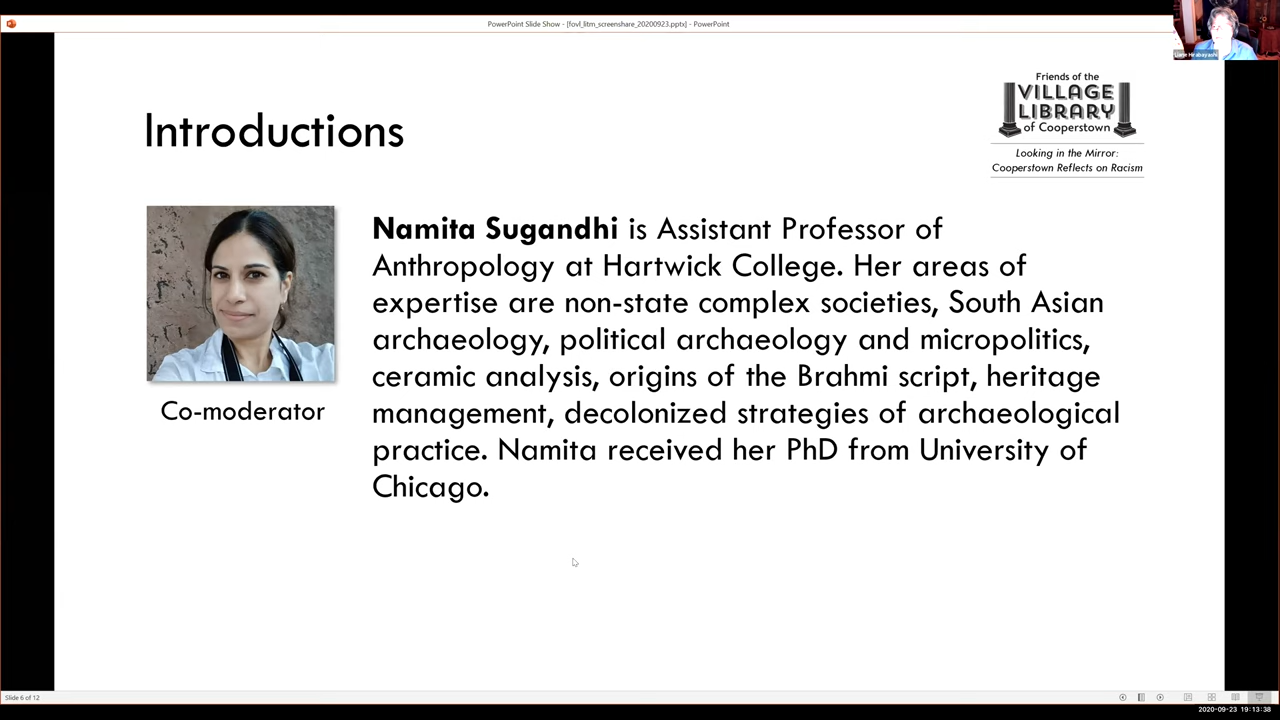 PowerPoint Slide Show - [fovl_litm_screenshare_20200923.pptx] - PowerPoint
Liane Hirabayashi
Friends of the
VILLAGE
LIBRARY
of Cooperstown
Looking in the Mirror:
Cooperstown Reflects on Racism
Introductions
Namita Sugandhi is Assistant Professor of
Anthropology at Hartwick College. Her areas of
expertise are non-state complex societies, South Asian
archaeology, political archaeology and micropolitics,
ceramic analysis, origins of the Brahmi script, heritage
management, decolonized strategies of archaeological
practice. Namita received her PhD from University of
Chicago.
Co-moderator
Slide 6 of 12
2020-09-23 19:13:38